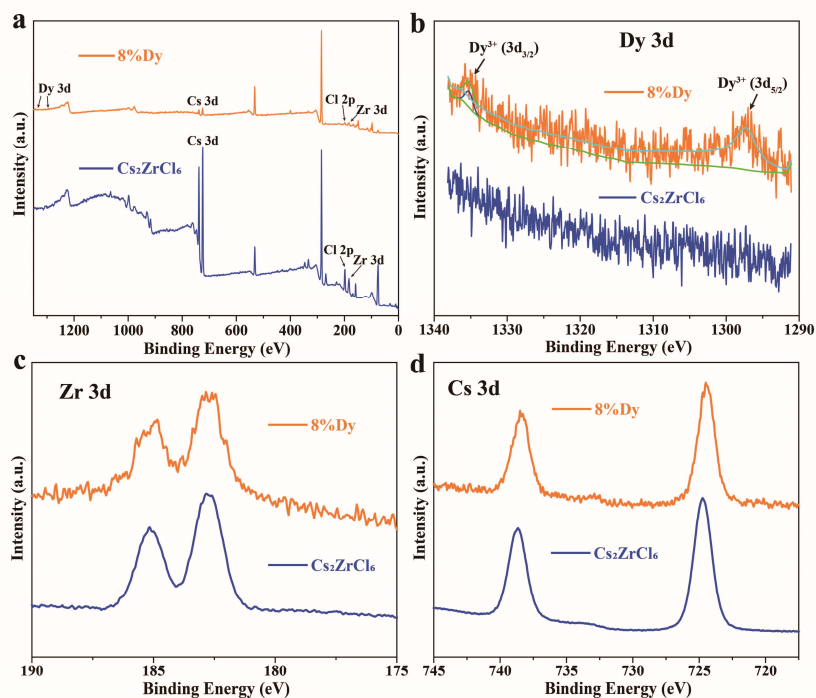 a
8%Dy
Dy 3d
Cs 3d
Cl 2p
Zr 3d
Cs 3d
Cs₂ZrCl₆
Cl 2p
Zr 3d
Intensity (a.u.)
1200 1000 800 600 400 200 0
Binding Energy (eV)
b
Dy³⁺ (3d₃/₂)
Dy 3d
Dy³⁺ (3d₅/₂)
8%Dy
Cs₂ZrCl₆
Intensity (a.u.)
1340 1330 1320 1310 1300 1290
Binding Energy (eV)
c
Zr 3d
8%Dy
Cs₂ZrCl₆
Intensity (a.u.)
190 185 180 175
Binding Energy (eV)
d
Cs 3d
8%Dy
Cs₂ZrCl₆
Intensity (a.u.)
745 740 735 730 725 720
Binding Energy (eV)